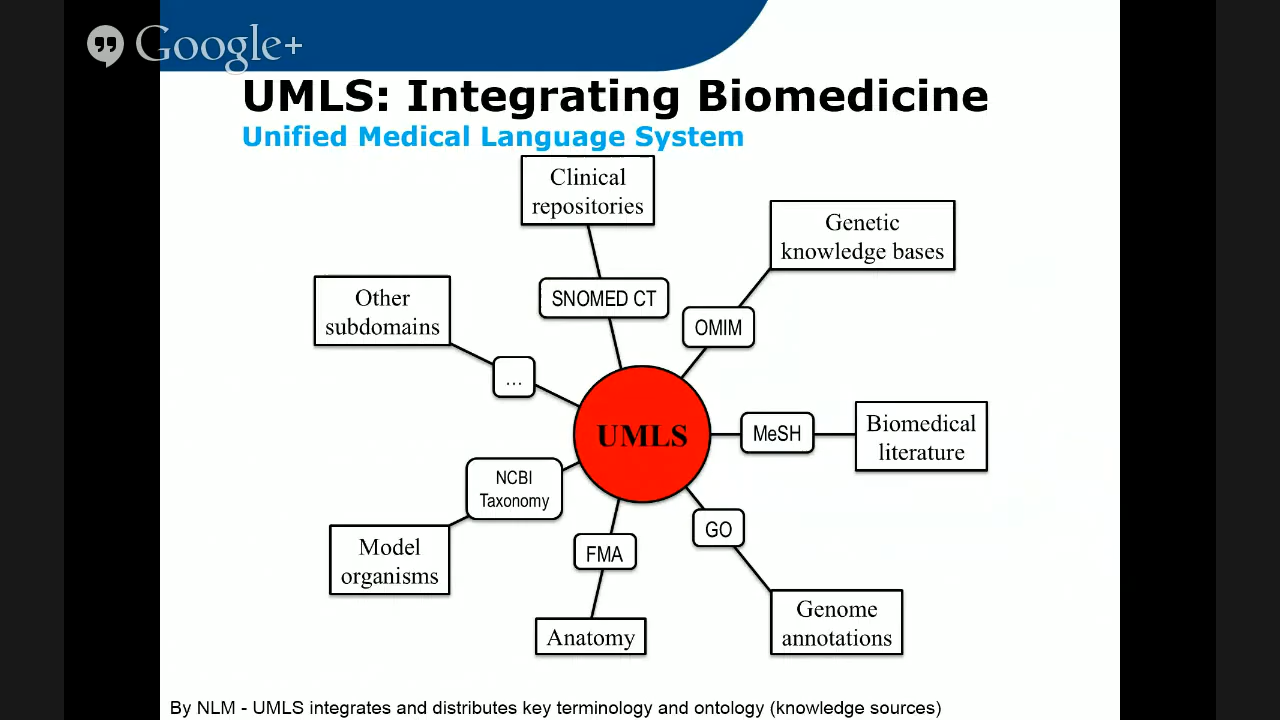 Google+
UMLS: Integrating Biomedicine
Unified Medical Language System
Clinical
repositories
Genetic
knowledge bases
SNOMED CT
Other
subdomains
OMIM
...
UMLS
MeSH
Biomedical
literature
NCBI
Taxonomy
GO
Model
organisms
FMA
Genome
annotations
Anatomy
By NLM - UMLS integrates and distributes key terminology and ontology (knowledge sources)